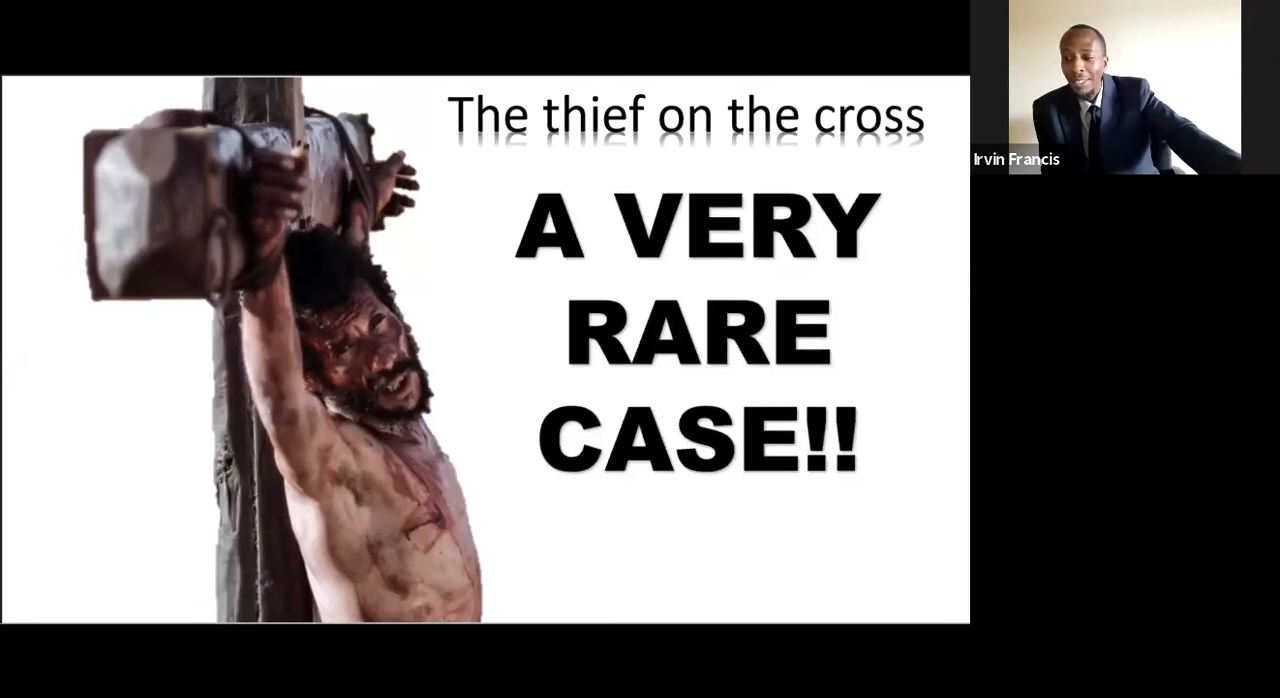 The thief on the cross
A VERY
RARE
CASE!!
Irvin Francis